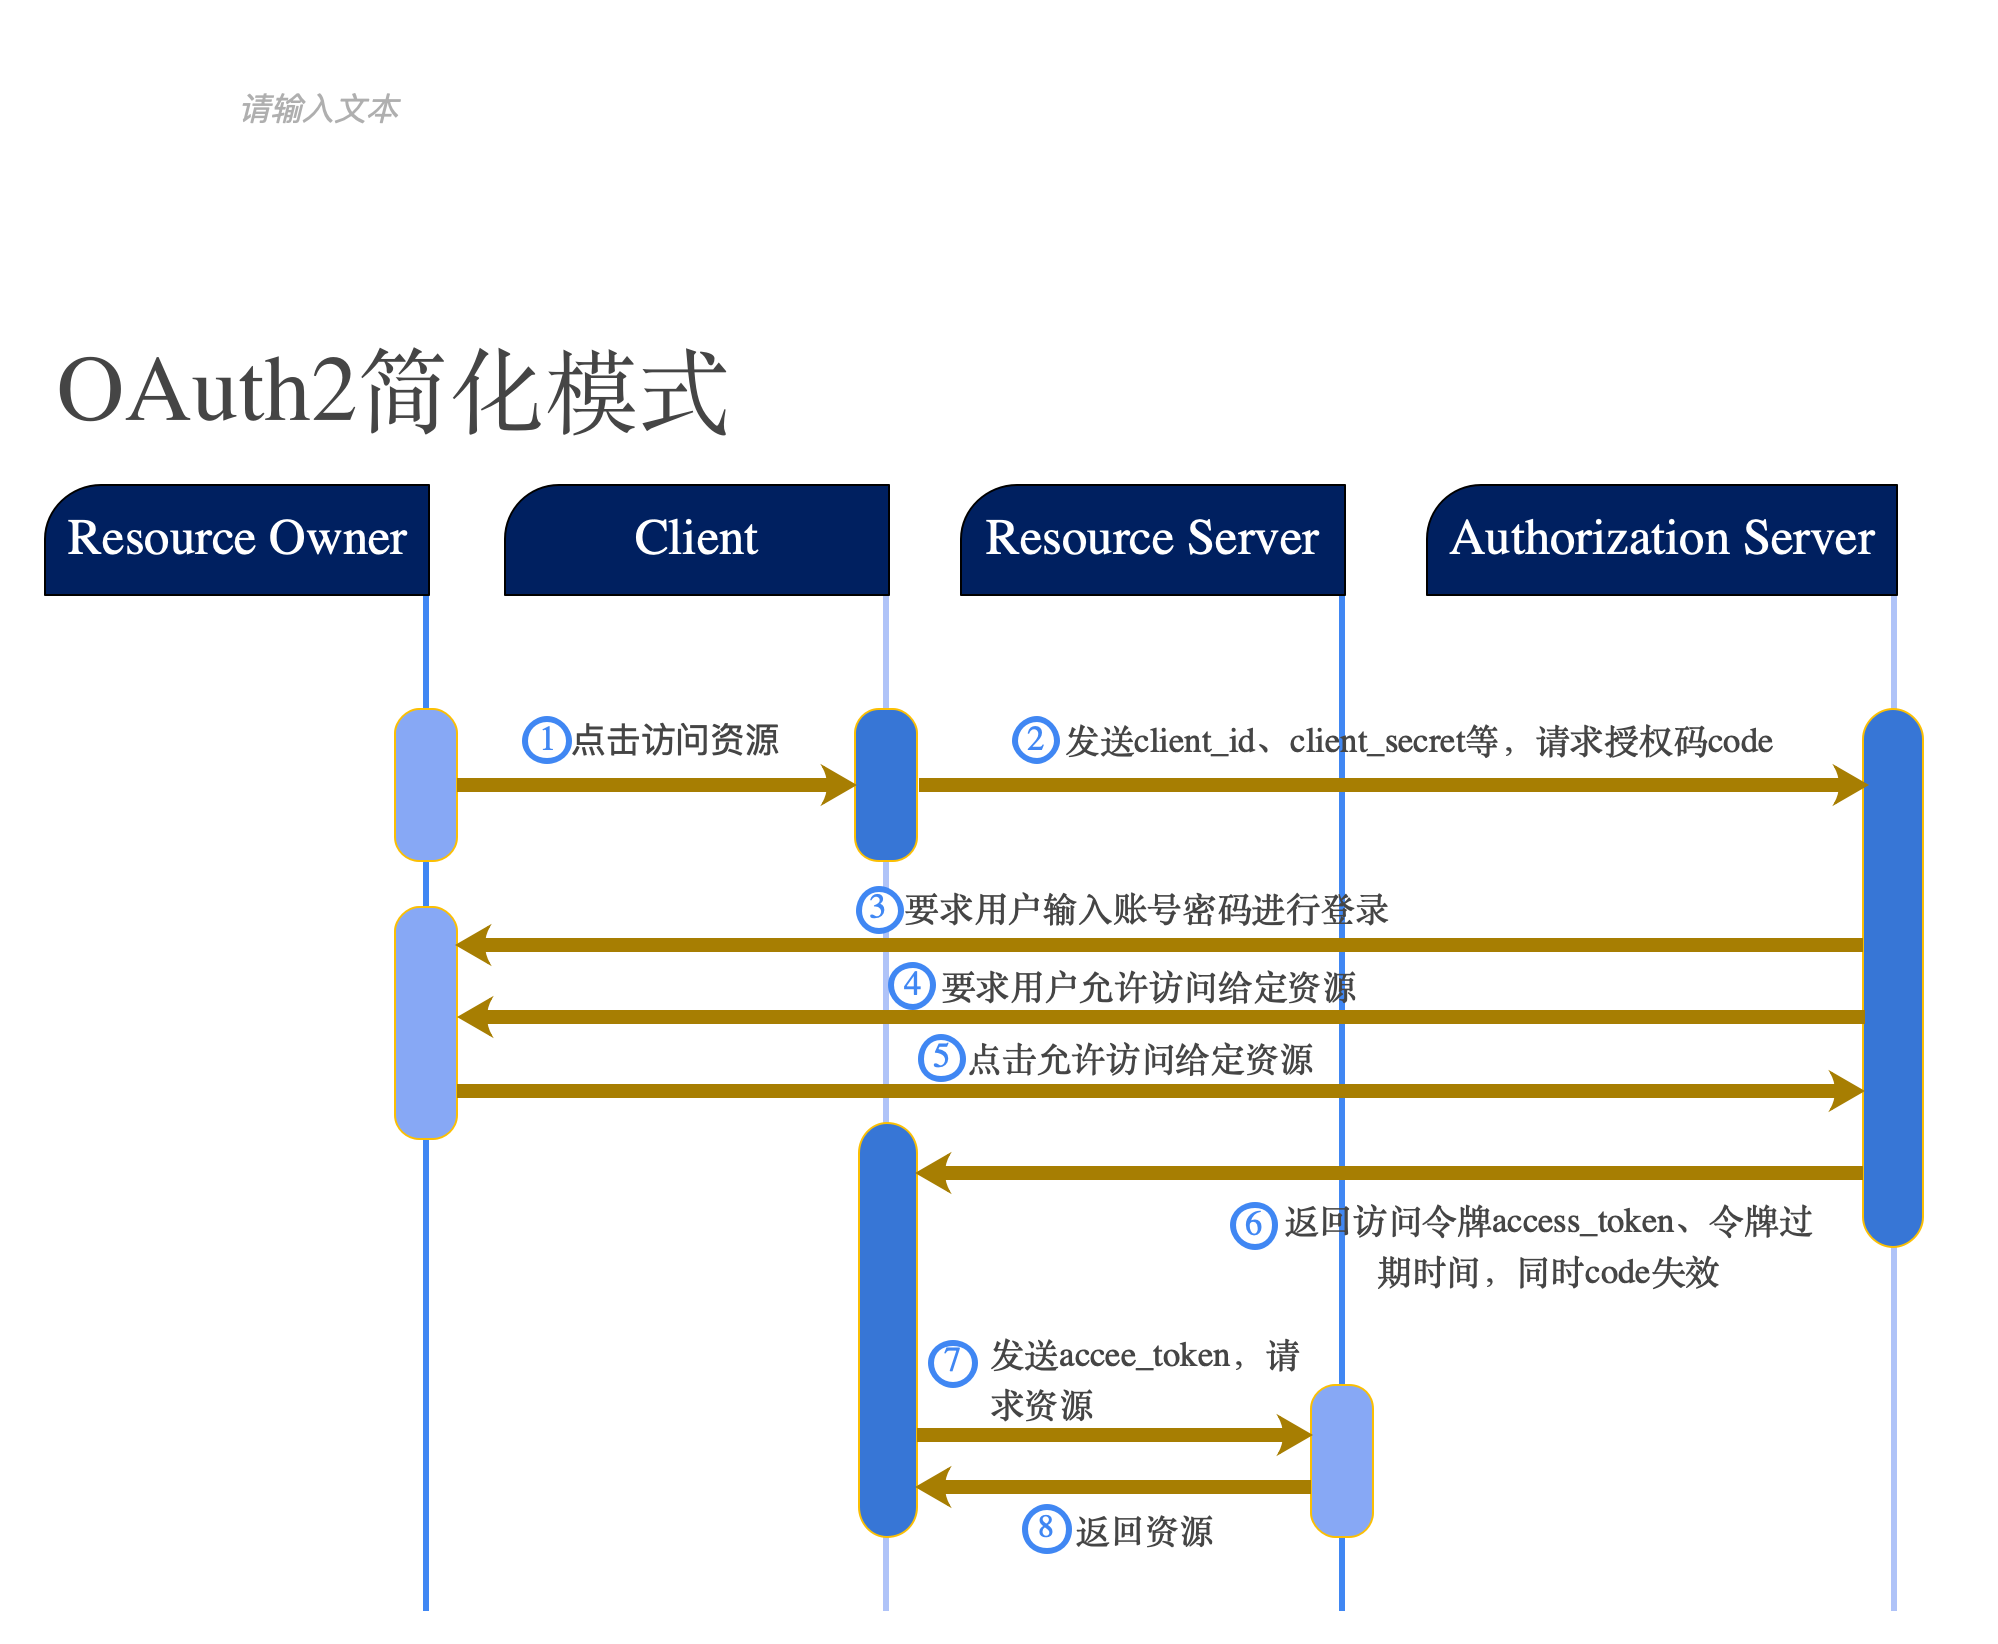 请输入文本
OAuth2简化模式
Resource Owner
Client
Resource Server
Authorization Server
1 点击访问资源
2 发送client_id、client_secret等，请求授权码code
3 要求用户输入账号密码进行登录
4 要求用户允许访问给定资源
5 点击允许访问给定资源
6 返回访问令牌access_token、令牌过
期时间，同时code失效
7 发送accee_token，请
求资源
8 返回资源